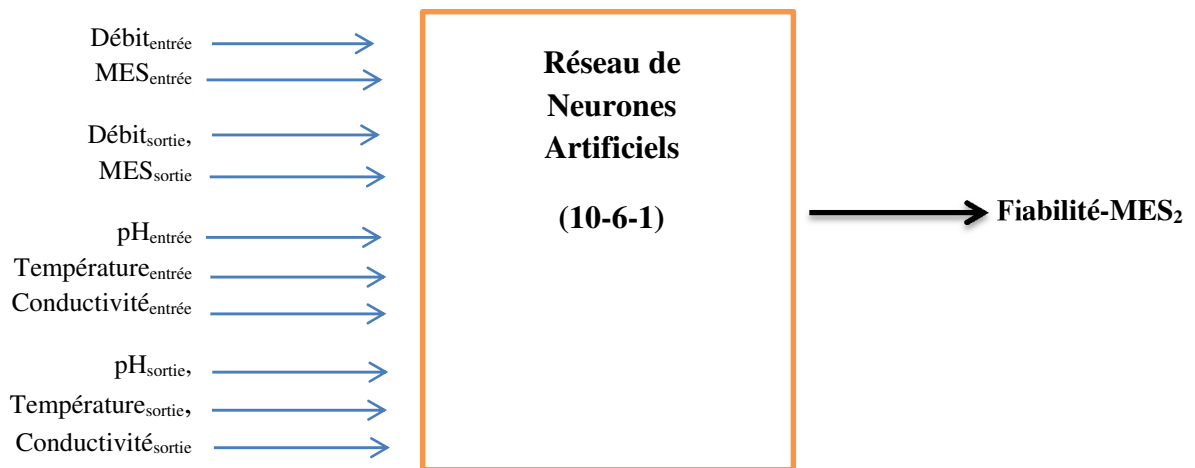 Débitentrée
MESentrée
Débitsortie,
MESsortie
pHentrée
Températureentrée
Conductivitéentrée
pHsortie,
Températuresortie,
Conductivitésortie
Réseau de
Neurones
Artificiels
(10-6-1)
Fiabilité-MES2